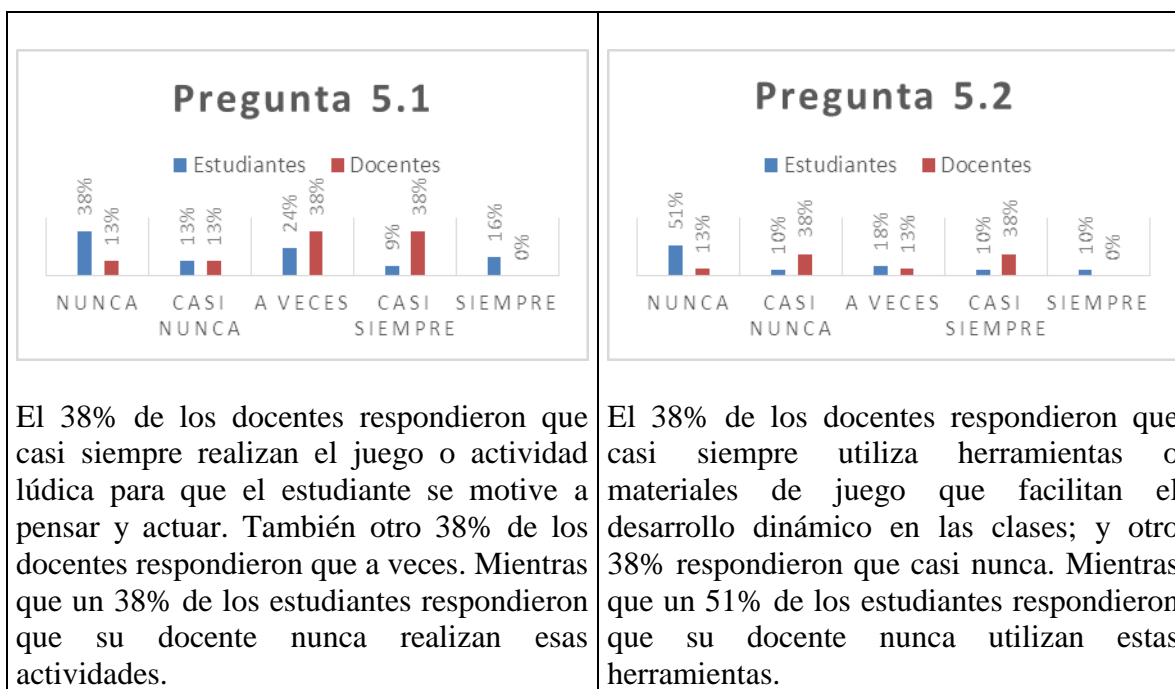 Pregunta 5.1
Estudiantes Docentes
38% 13% 13% 13% 24% 38% 9% 38% 16% 0%
NUNCA CASI NUNCA A VECES CASI SIEMPRE SIEMPRE
El 38% de los docentes respondieron que
casi siempre realizan el juego o actividad
lúdica para que el estudiante se motive a
pensar y actuar. También otro 38% de los
docentes respondieron que a veces. Mientras
que un 38% de los estudiantes respondieron
que su docente nunca realizan esas
actividades.
Pregunta 5.2
Estudiantes Docentes
51% 13% 10% 38% 18% 13% 10% 38% 10% 0%
NUNCA CASI NUNCA A VECES CASI SIEMPRE SIEMPRE
El 38% de los docentes respondieron que
casi siempre utiliza herramientas o
materiales de juego que facilitan el
desarrollo dinámico en las clases; y otro
38% respondieron que casi nunca. Mientras
que un 51% de los estudiantes respondieron
que su docente nunca utilizan estas
herramientas.